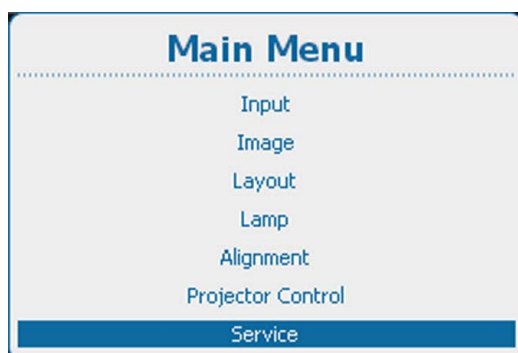 Main Menu
Input
Image
Layout
Lamp
Alignment
Projector Control
Service